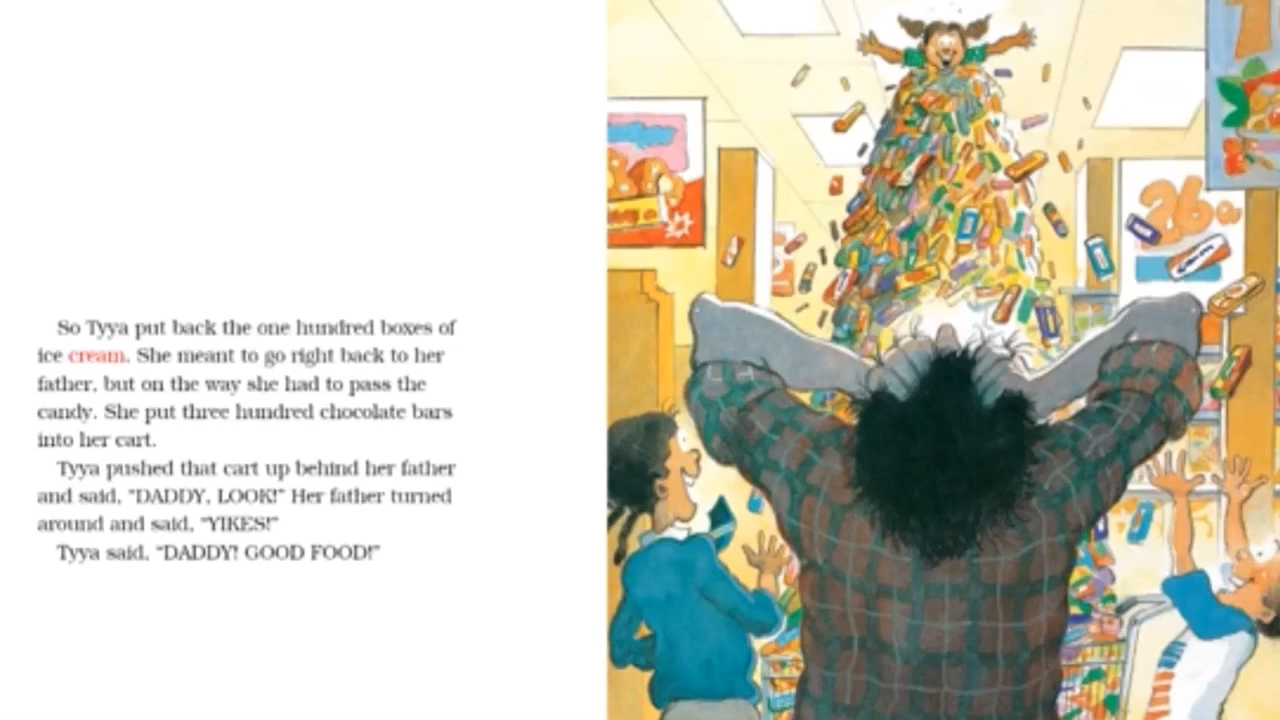 So Tyya put back the one hundred boxes of
ice cream. She meant to go right back to her
father, but on the way she had to pass the
candy. She put three hundred chocolate bars
into her cart.
Tyya pushed that cart up behind her father
and said, "DADDY, LOOK!" Her father turned
around and said, "YIKES!"
Tyya said, "DADDY! GOOD FOOD!"
26¢